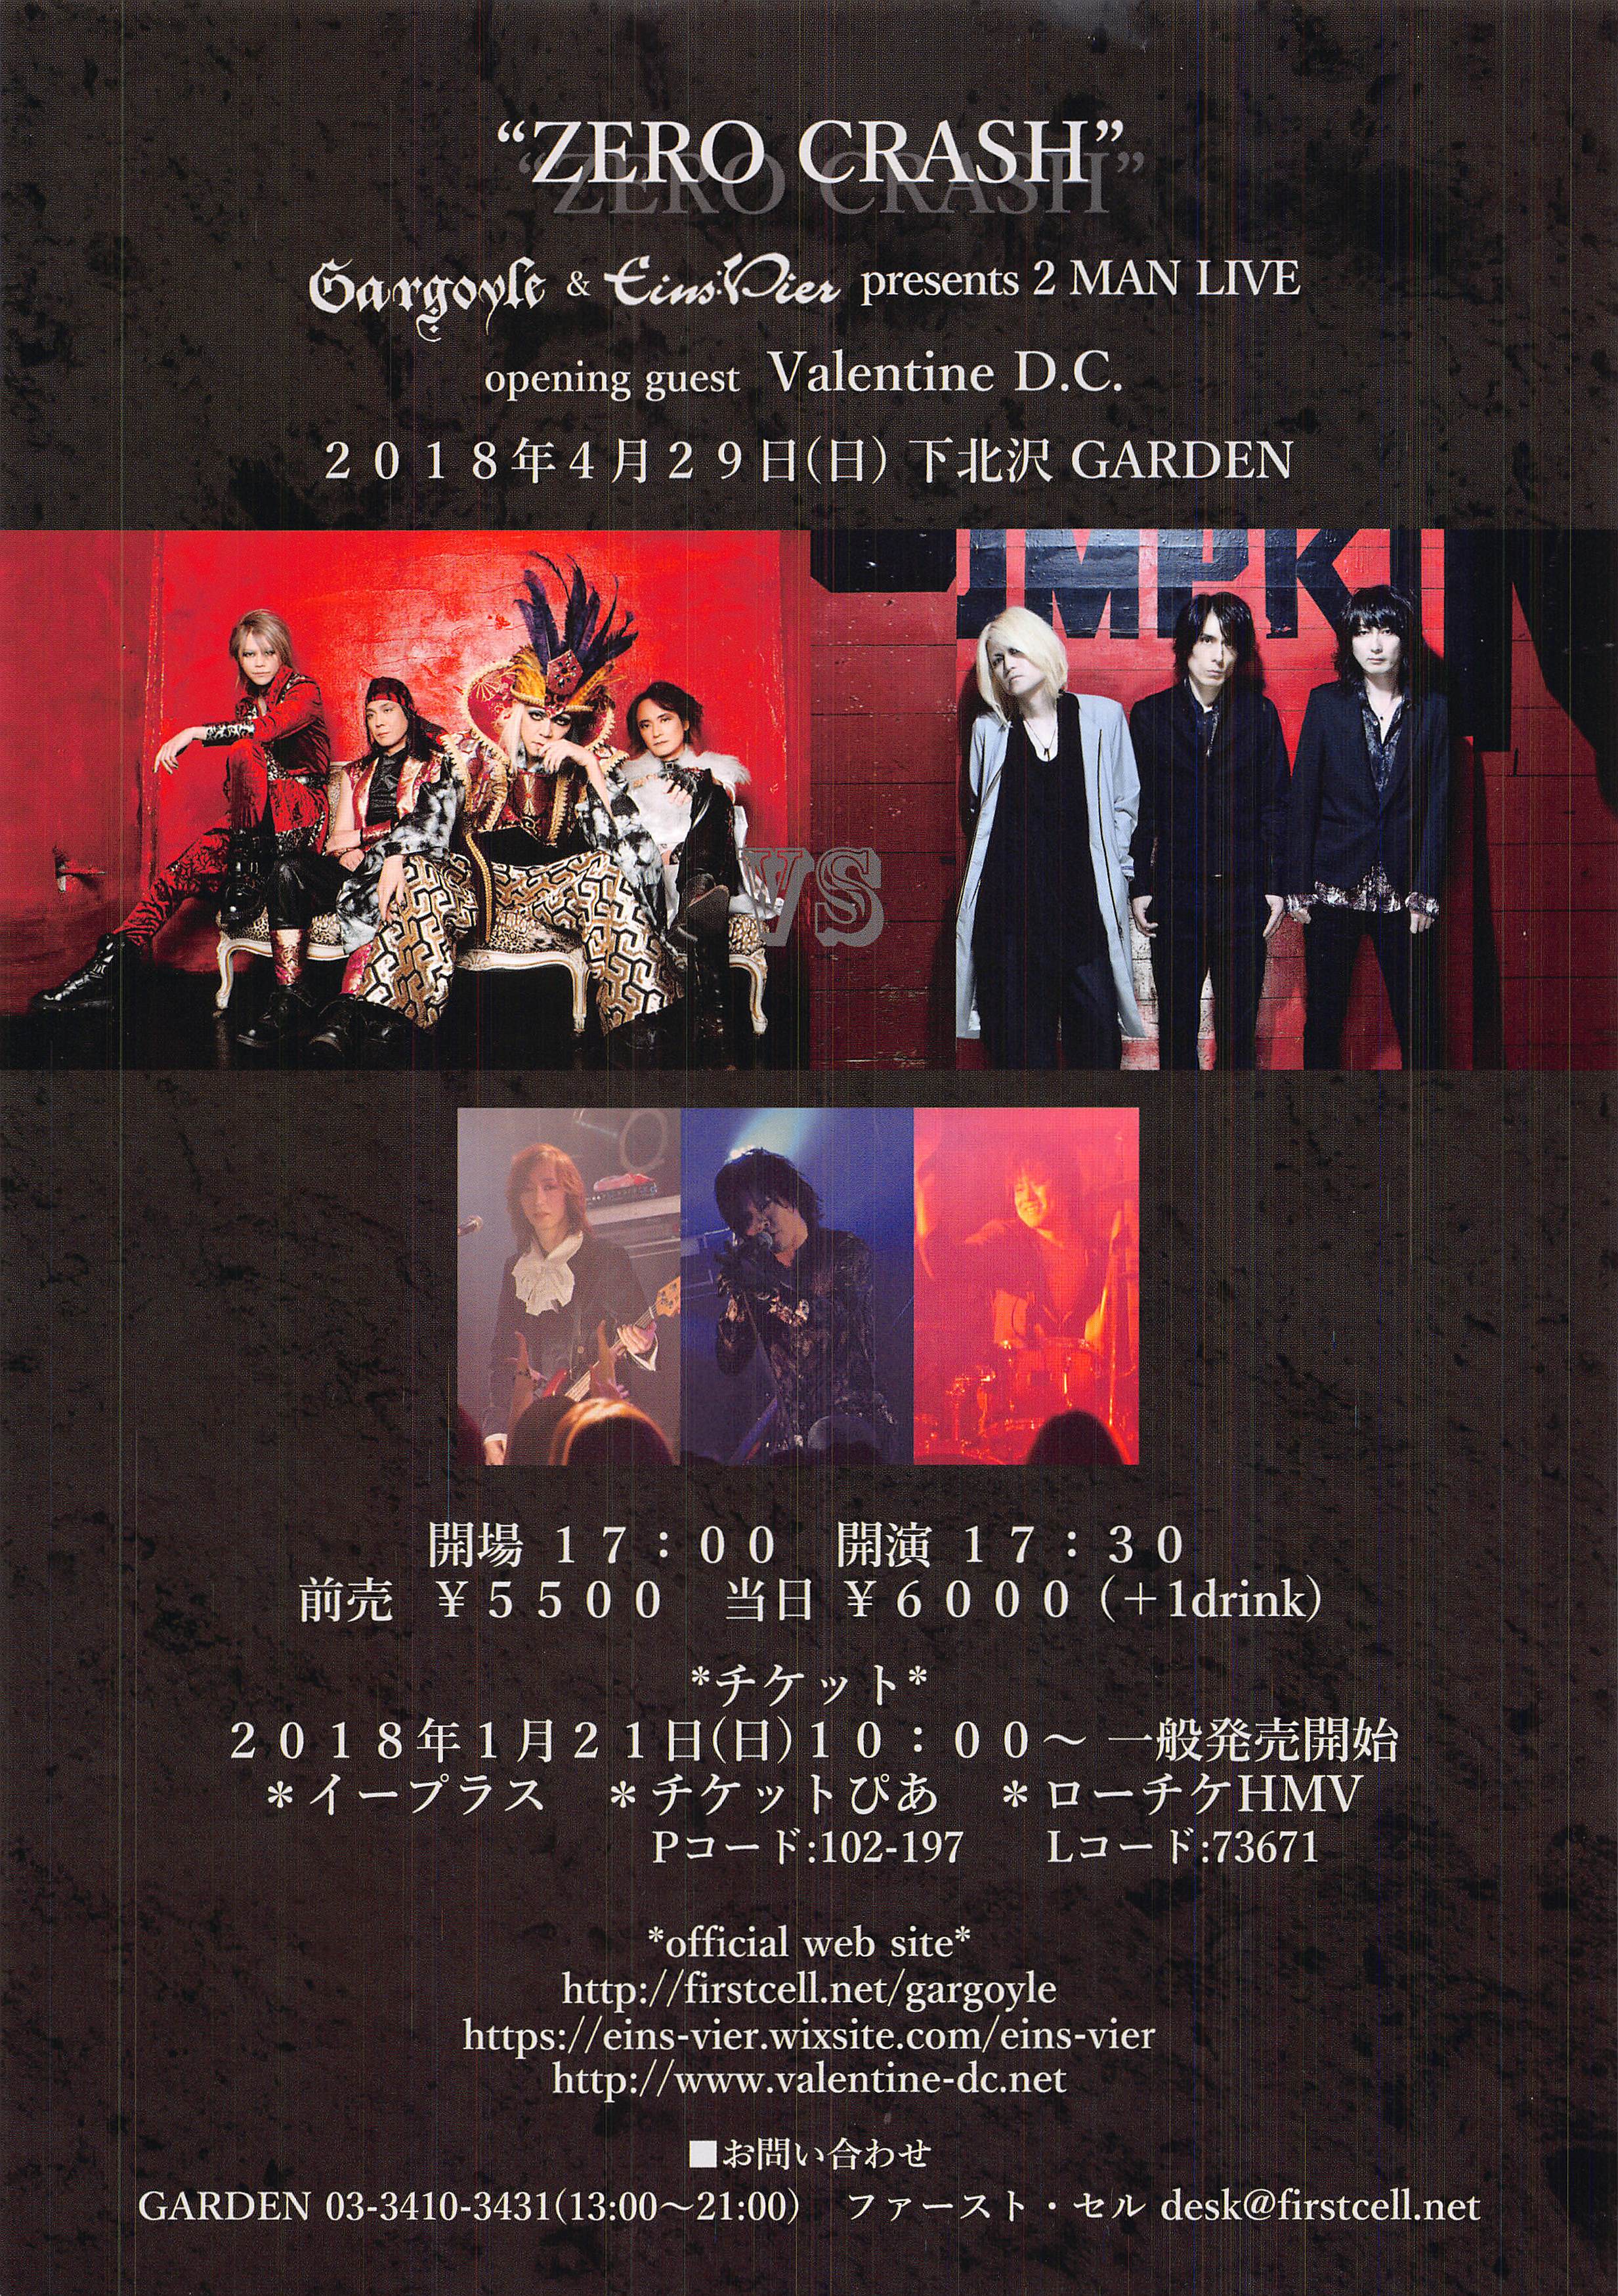 “ZERO CRASH”
Gargoyle & Eins:Vier presents 2 MAN LIVE
opening guest Valentine D.C.
２０１８年４月２９日(日) 下北沢 GARDEN
UMPKIN
VS
開場 １７：００　開演 １７：３０
前売 ￥５５００　当日 ￥６０００（＋1drink）
*チケット*
２０１８年１月２１日(日)１０：００～ 一般発売開始
＊イープラス　＊チケットぴあ　＊ローチケHMV
Pコード:102-197　Lコード:73671
*official web site*
http://firstcell.net/gargoyle
https://eins-vier.wixsite.com/eins-vier
http://www.valentine-dc.net
■お問い合わせ
GARDEN 03-3410-3431(13:00～21:00)　ファースト・セル desk@firstcell.net